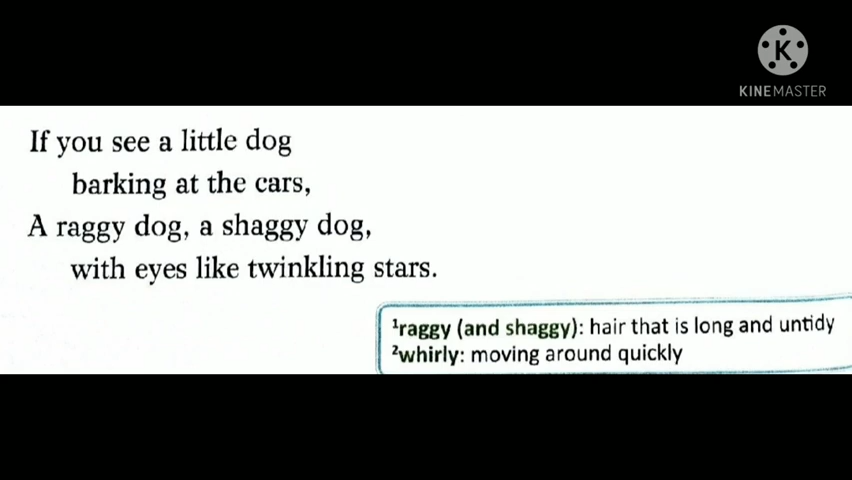 K
KINEMASTER
If you see a little dog
barking at the cars,
A raggy dog, a shaggy dog,
with eyes like twinkling stars.
¹raggy (and shaggy): hair that is long and untidy
²whirly: moving around quickly